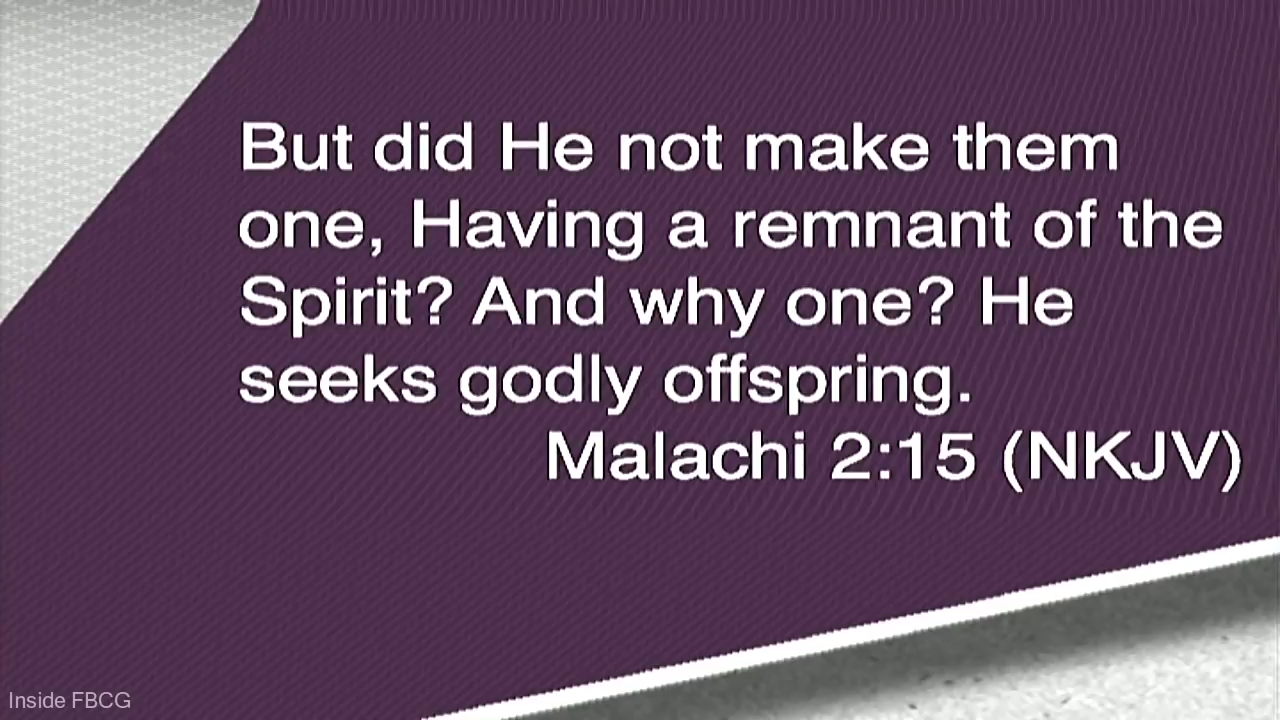 But did He not make them
one, Having a remnant of the
Spirit? And why one? He
seeks godly offspring.
Malachi 2:15 (NKJV)
Inside FBCG